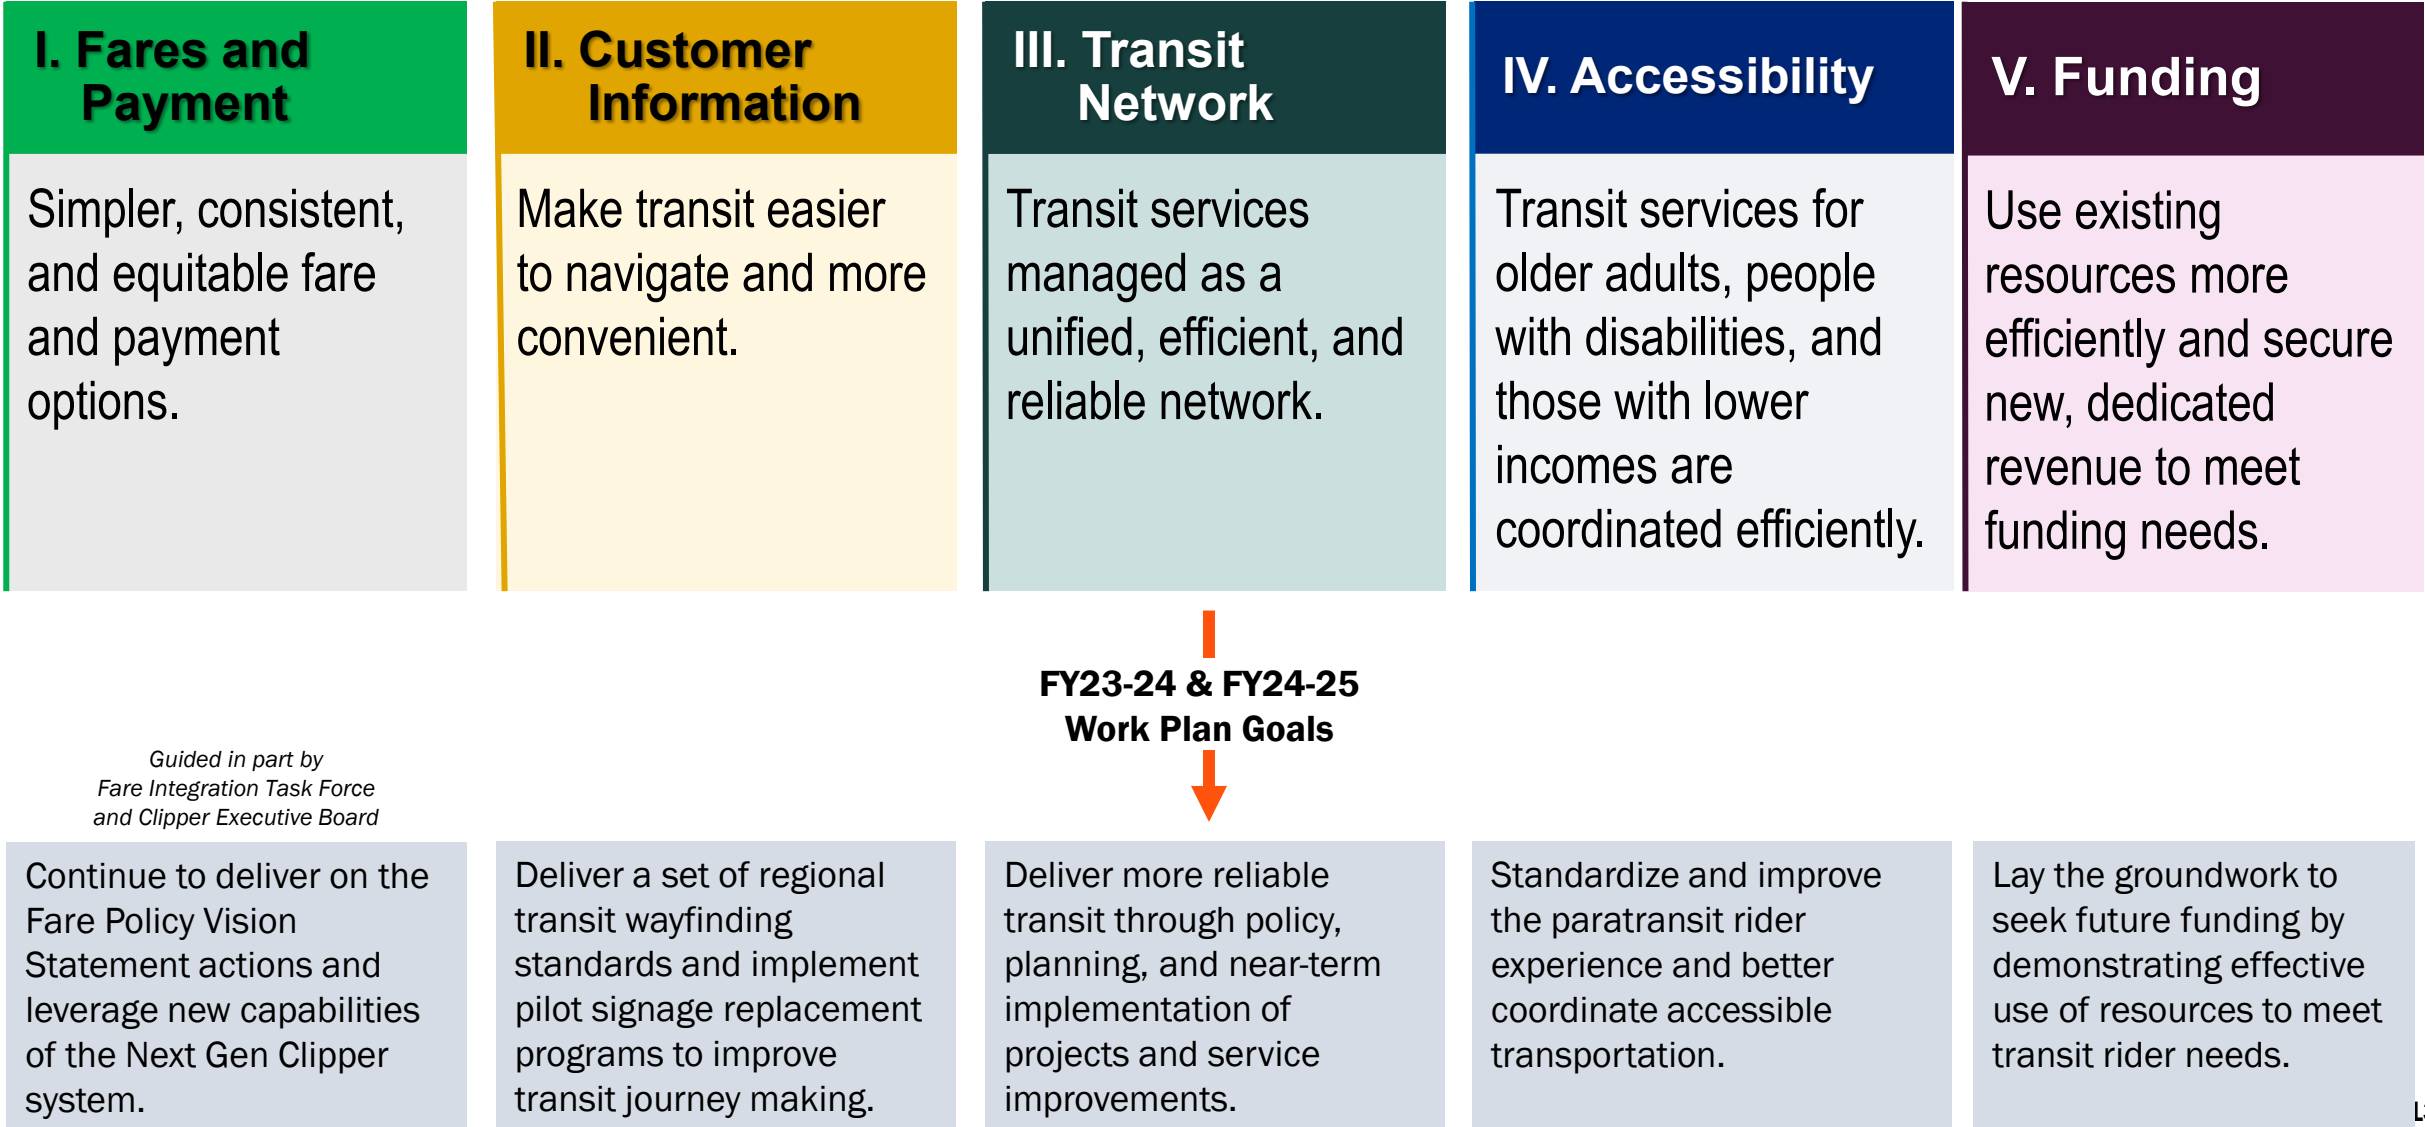 I. Fares and
Payment
Simpler, consistent,
and equitable fare
and payment
options.
II. Customer
Information
Make transit easier
to navigate and more
convenient.
III. Transit
Network
Transit services
managed as a
unified, efficient, and
reliable network.
IV. Accessibility
Transit services for
older adults, people
with disabilities, and
those with lower
incomes are
coordinated efficiently.
V. Funding
Use existing
resources more
efficiently and secure
new, dedicated
revenue to meet
funding needs.
FY23-24 & FY24-25
Work Plan Goals
Guided in part by
Fare Integration Task Force
and Clipper Executive Board
Continue to deliver on the
Fare Policy Vision
Statement actions and
leverage new capabilities
of the Next Gen Clipper
system.
Deliver a set of regional
transit wayfinding
standards and implement
pilot signage replacement
programs to improve
transit journey making.
Deliver more reliable
transit through policy,
planning, and near-term
implementation of
projects and service
improvements.
Standardize and improve
the paratransit rider
experience and better
coordinate accessible
transportation.
Lay the groundwork to
seek future funding by
demonstrating effective
use of resources to meet
transit rider needs.